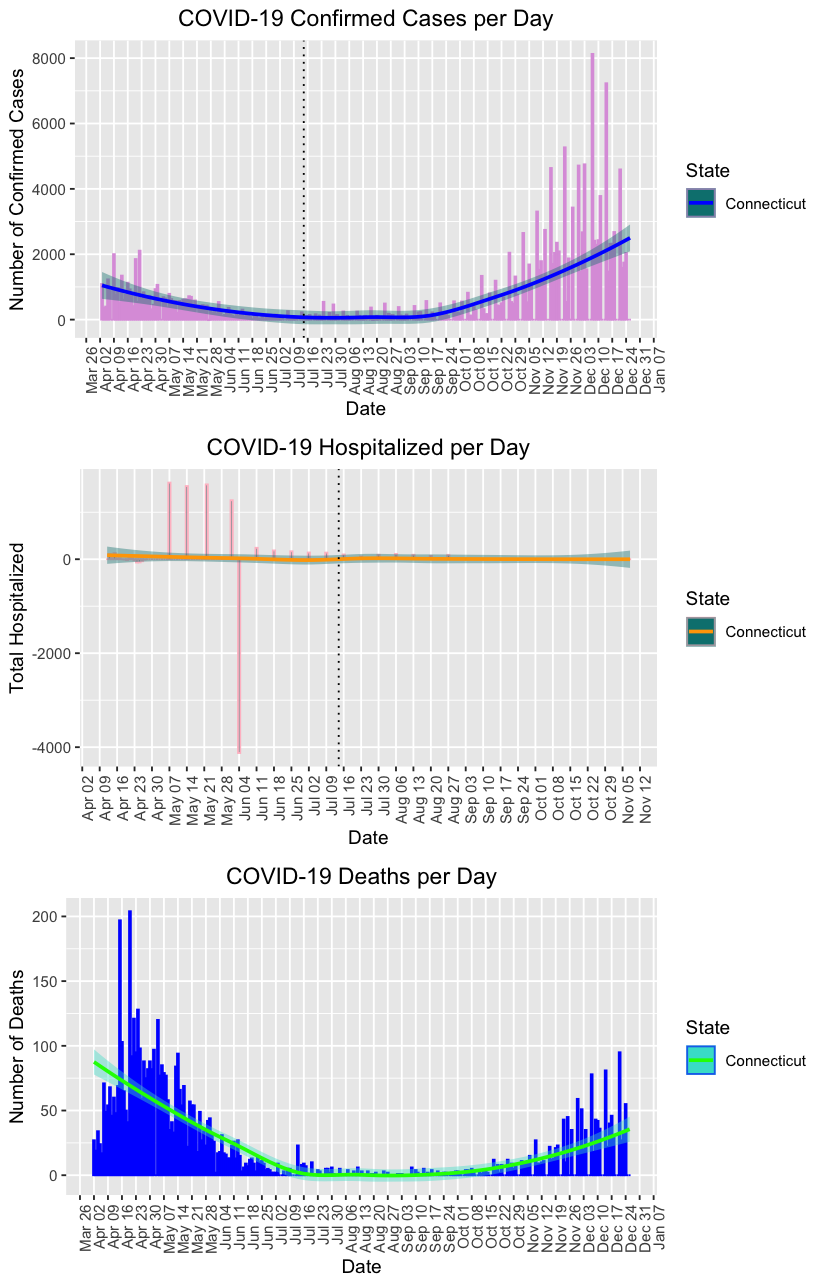 COVID-19 Confirmed Cases per Day
Number of Confirmed Cases
8000
6000
4000
2000
0
Mar 26
Apr 02
Apr 09
Apr 16
Apr 23
Apr 30
May 07
May 14
May 21
May 28
Jun 04
Jun 11
Jun 18
Jun 25
Jul 02
Jul 09
Jul 16
Jul 23
Jul 30
Aug 06
Aug 13
Aug 20
Aug 27
Sep 03
Sep 10
Sep 17
Sep 24
Oct 01
Oct 08
Oct 15
Oct 22
Oct 29
Nov 05
Nov 12
Nov 19
Nov 26
Dec 03
Dec 10
Dec 17
Dec 24
Dec 31
Jan 07
Date
State
Connecticut
COVID-19 Hospitalized per Day
Total Hospitalized
0
-2000
-4000
Apr 02
Apr 09
Apr 16
Apr 23
Apr 30
May 07
May 14
May 21
May 28
Jun 04
Jun 11
Jun 18
Jun 25
Jul 02
Jul 09
Jul 16
Jul 23
Jul 30
Aug 06
Aug 13
Aug 20
Aug 27
Sep 03
Sep 10
Sep 17
Sep 24
Oct 01
Oct 08
Oct 15
Oct 22
Oct 29
Nov 05
Nov 12
Date
State
Connecticut
COVID-19 Deaths per Day
Number of Deaths
200
150
100
50
0
Mar 26
Apr 02
Apr 09
Apr 16
Apr 23
Apr 30
May 07
May 14
May 21
May 28
Jun 04
Jun 11
Jun 18
Jun 25
Jul 02
Jul 09
Jul 16
Jul 23
Jul 30
Aug 06
Aug 13
Aug 20
Aug 27
Sep 03
Sep 10
Sep 17
Sep 24
Oct 01
Oct 08
Oct 15
Oct 22
Oct 29
Nov 05
Nov 12
Nov 19
Nov 26
Dec 03
Dec 10
Dec 17
Dec 24
Dec 31
Jan 07
Date
State
Connecticut